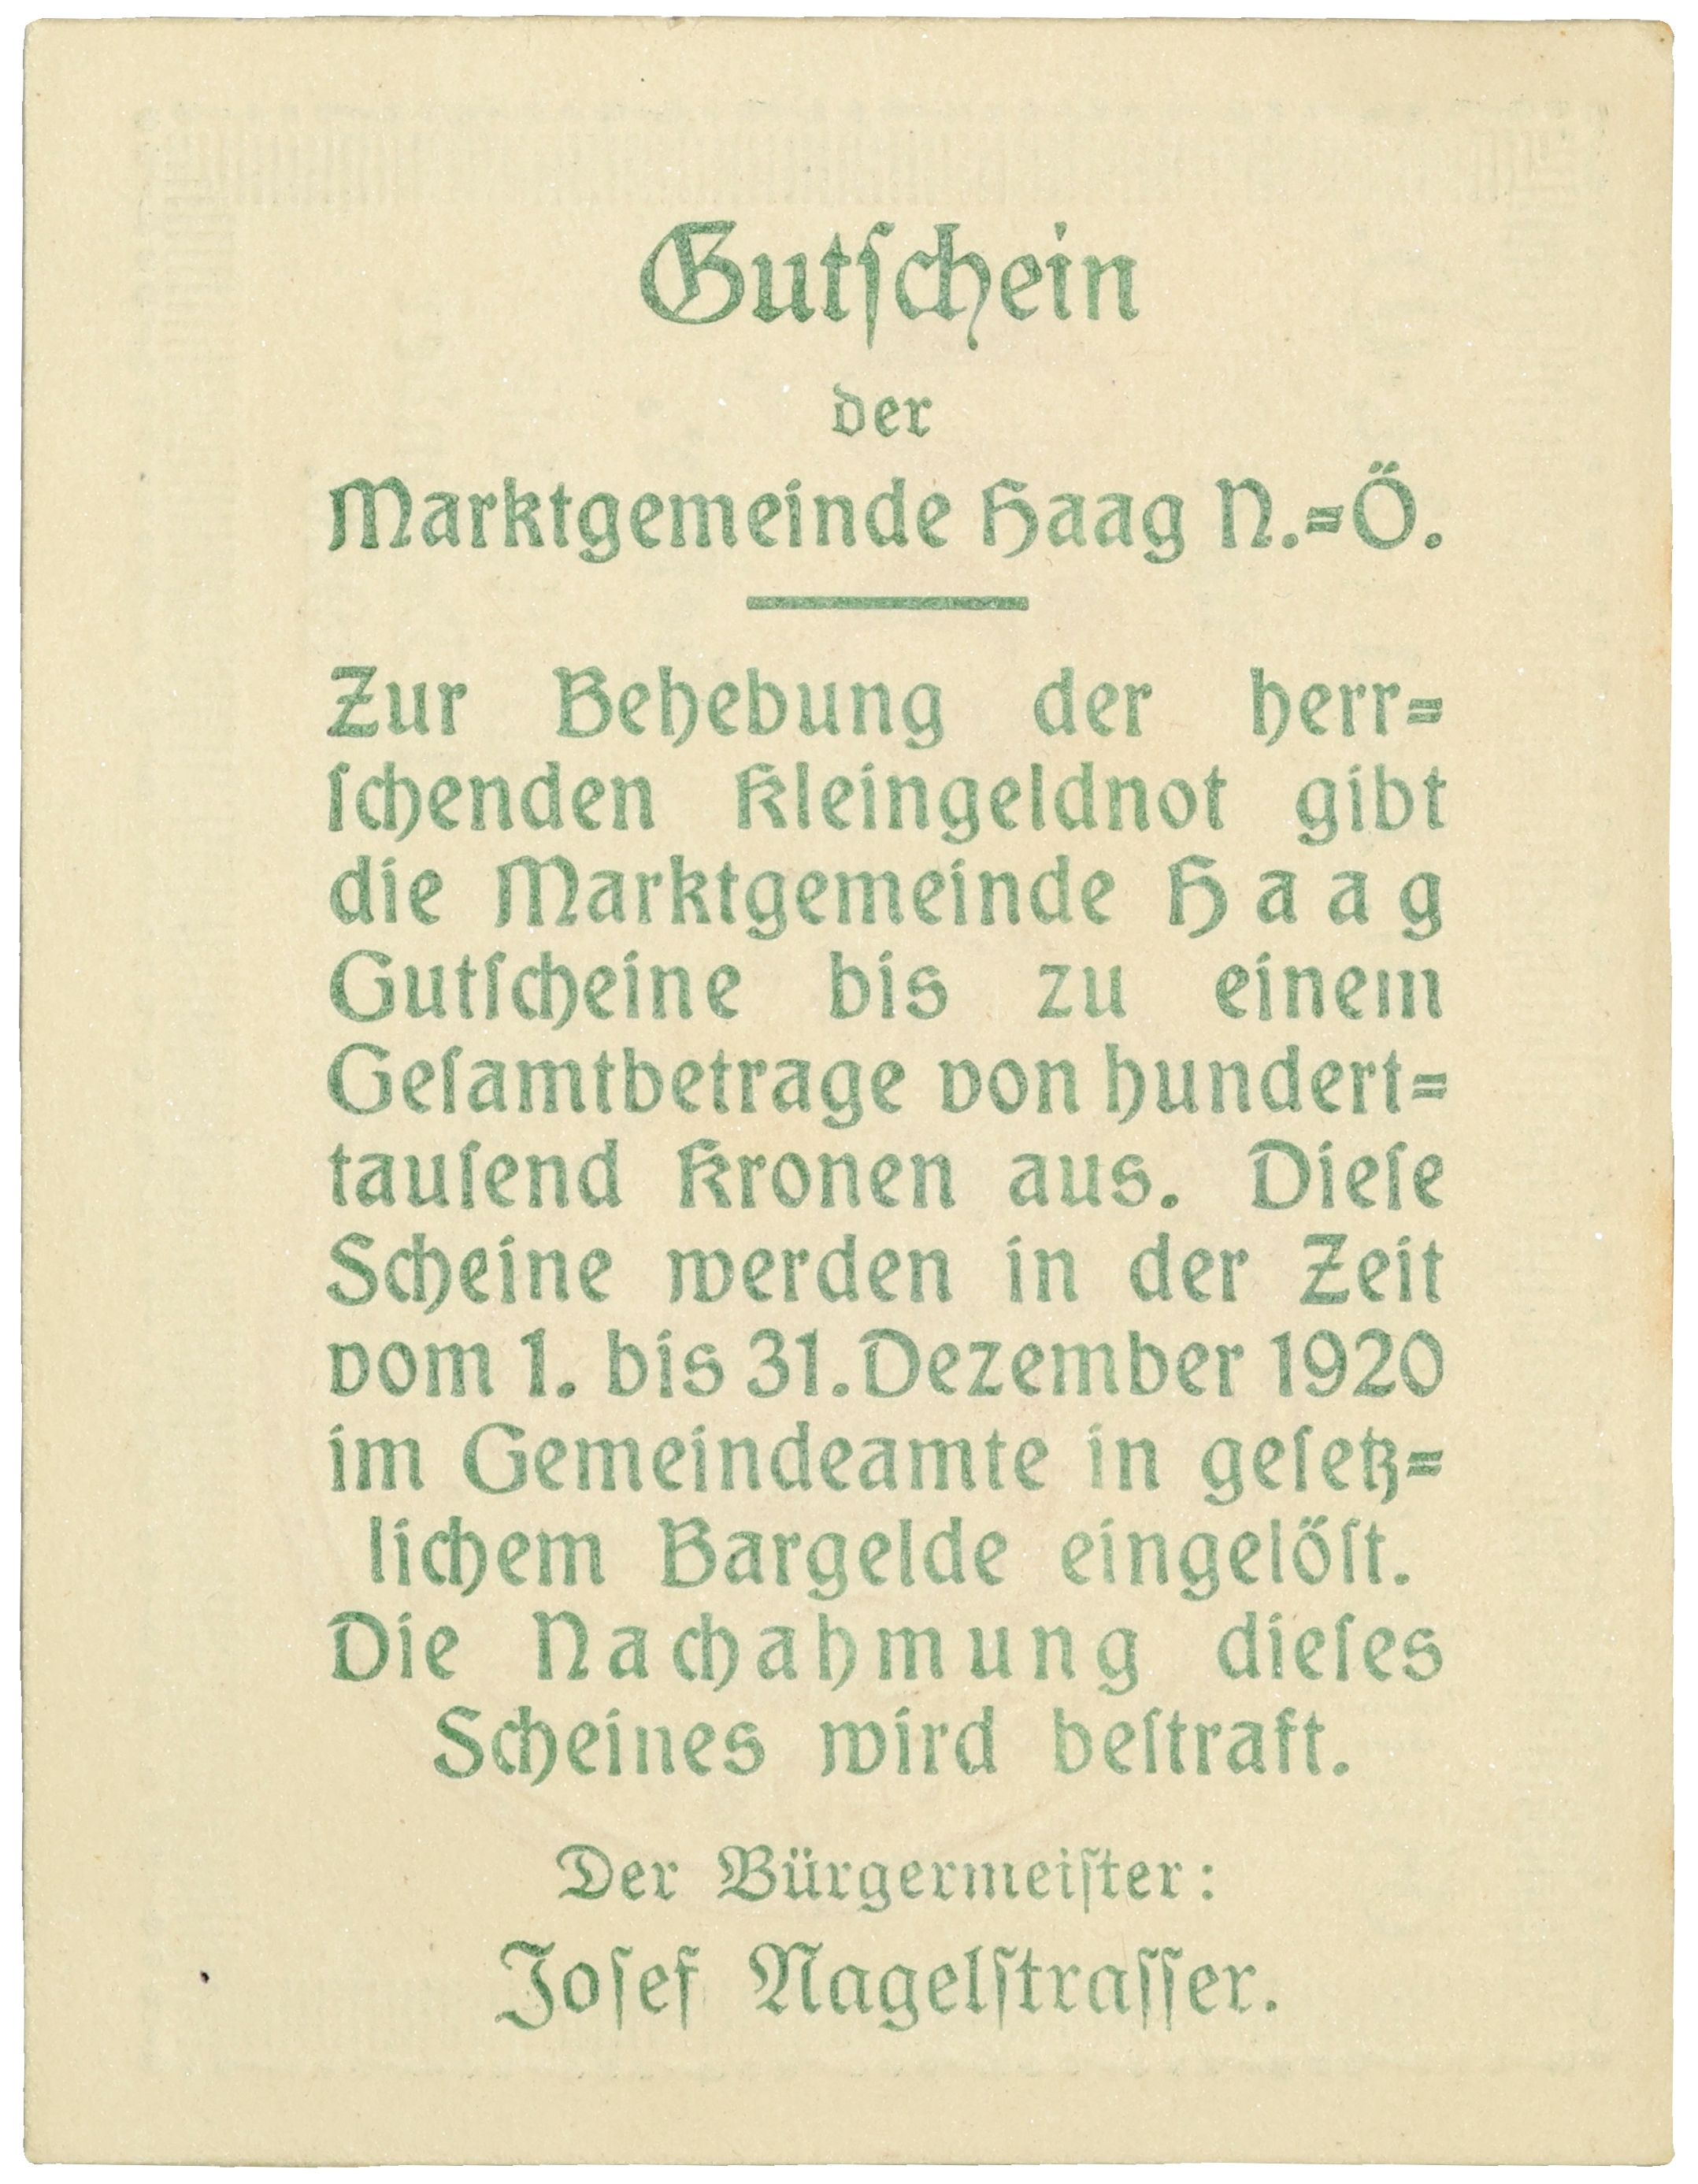 Gutſchein
der
Marktgemeinde Haag N.=Ö.
Zur Behebung der herr=
ſchenden Kleingeldnot gibt
die Marktgemeinde Haag
Gutſcheine bis zu einem
Geſamtbetrage von hundert=
tauſend Kronen aus. Dieſe
Scheine werden in der Zeit
vom 1. bis 31. Dezember 1920
im Gemeindeamte in geſetz=
lichem Bargelde eingelöſt.
Die Nachahmung dieſes
Scheines wird beſtraft.
Der Bürgermeiſter:
Joſef Nagelſtraſſer.